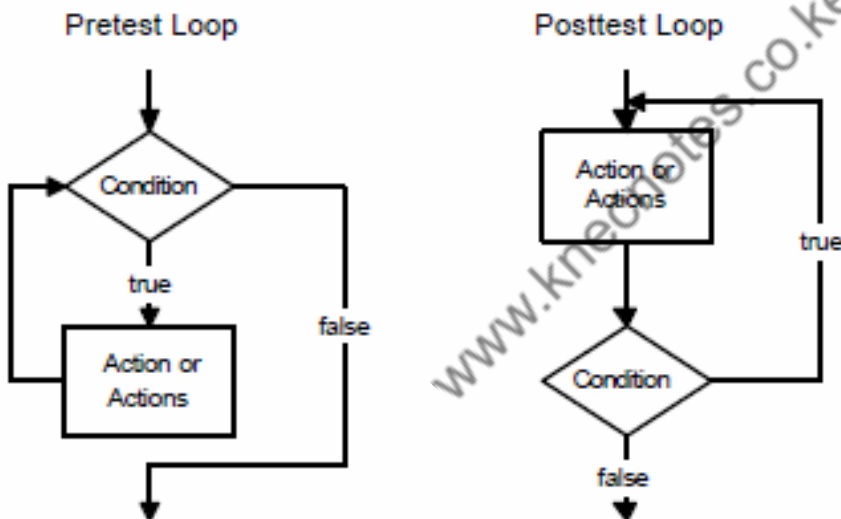 Pretest Loop
Condition
true
false
Action or
Actions
Posttest Loop
Action or
Actions
true
Condition
false
www.knecnotes.co.ke